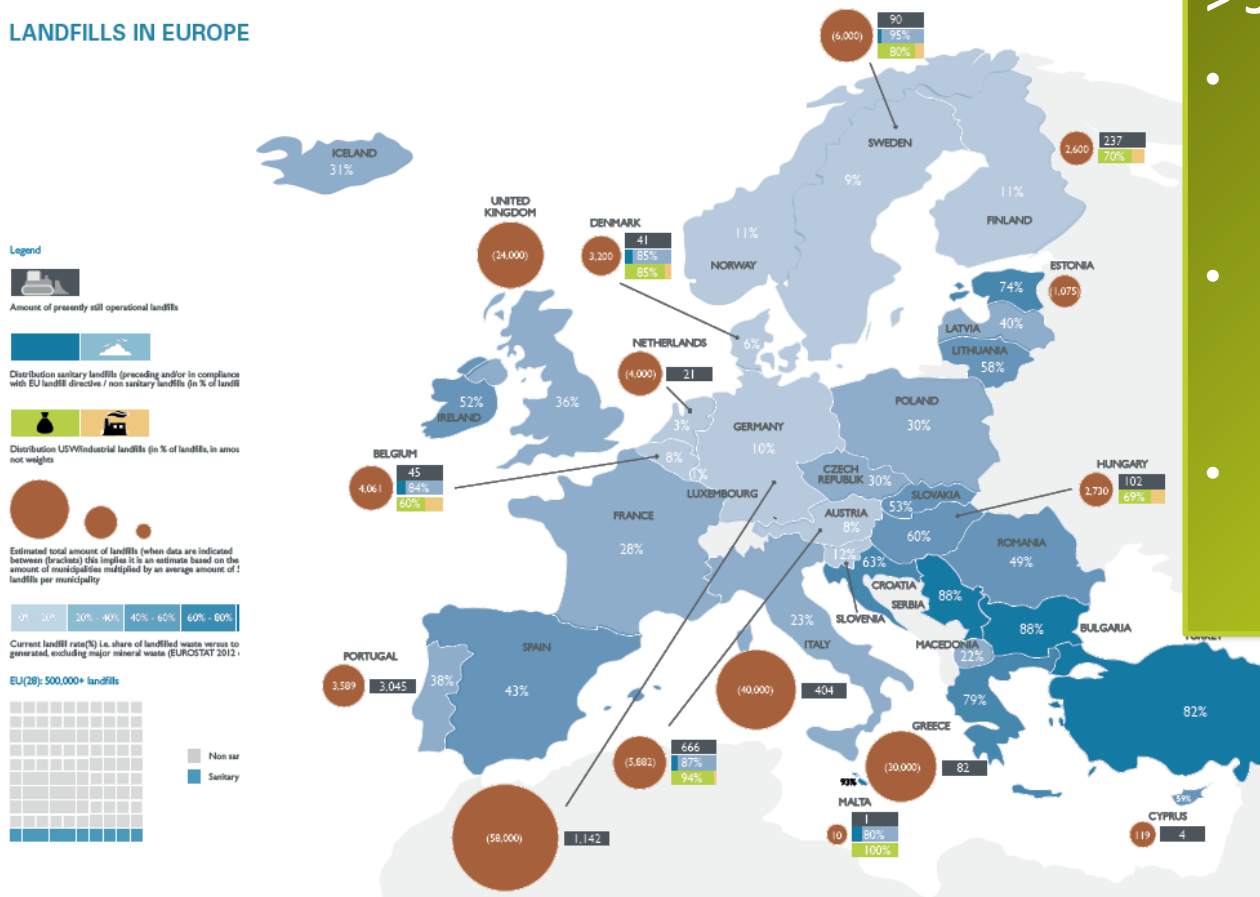 LANDFILLS IN EUROPE
90
(6,000)
95%
80%
SWEDEN
9%
237
2,600
70%
11%
FINLAND
ICELAND
31%
UNITED
KINGDOM
(24,000)
DENMARK
41
3,200
85%
85%
11%
NORWAY
ESTONIA
74%
(1,075)
40%
LATVIA
LITHUANIA
58%
6%
NETHERLANDS
(4,000)
21
3%
52%
IRELAND
36%
POLAND
30%
GERMANY
10%
BELGIUM
45
4,061
84%
60%
8%
1%
LUXEMBOURG
CZECH
REPUBLIK
30%
SLOVAKIA
53%
HUNGARY
102
2,730
69%
60%
AUSTRIA
8%
FRANCE
28%
ROMANIA
49%
12%
63%
CROATIA
SERBIA
88%
SLOVENIA
88%
BULGARIA
MACEDONIA
22%
23%
ITALY
SPAIN
43%
PORTUGAL
3,589
3,045
38%
(40,000)
404
79%
GREECE
(30,000)
82
TURKEY
82%
666
(5,882)
87%
94%
(58,000)
1,142
93%
MALTA
1
10
80%
100%
59%
CYPRUS
119
4
Legend
Amount of presently still operational landfills
Distribution sanitary landfills (preceding and/or in compliance
with EU landfill directive / non sanitary landfills (in % of landfil
Distribution USW/industrial landfills (in % of landfills, in amou
not weights
Estimated total amount of landfills (when data are indicated
between (brackets) this implies it is an estimate based on the
amount of municipalities multiplied by an average amount of
landfills per municipality
0% - 20%
20% - 40%
40% - 60%
60% - 80%
Current landfill rate(%) i.e. share of landfilled waste versus to
generated, excluding major mineral waste (EUROSTAT 2012
EU(28): 500,000+ landfills
Non sar
Sanitary